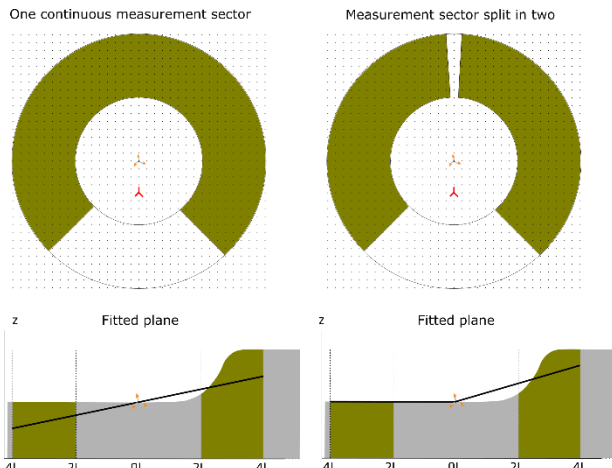 One continuous measurement sector
Measurement sector split in two
z
Fitted plane
z
Fitted plane